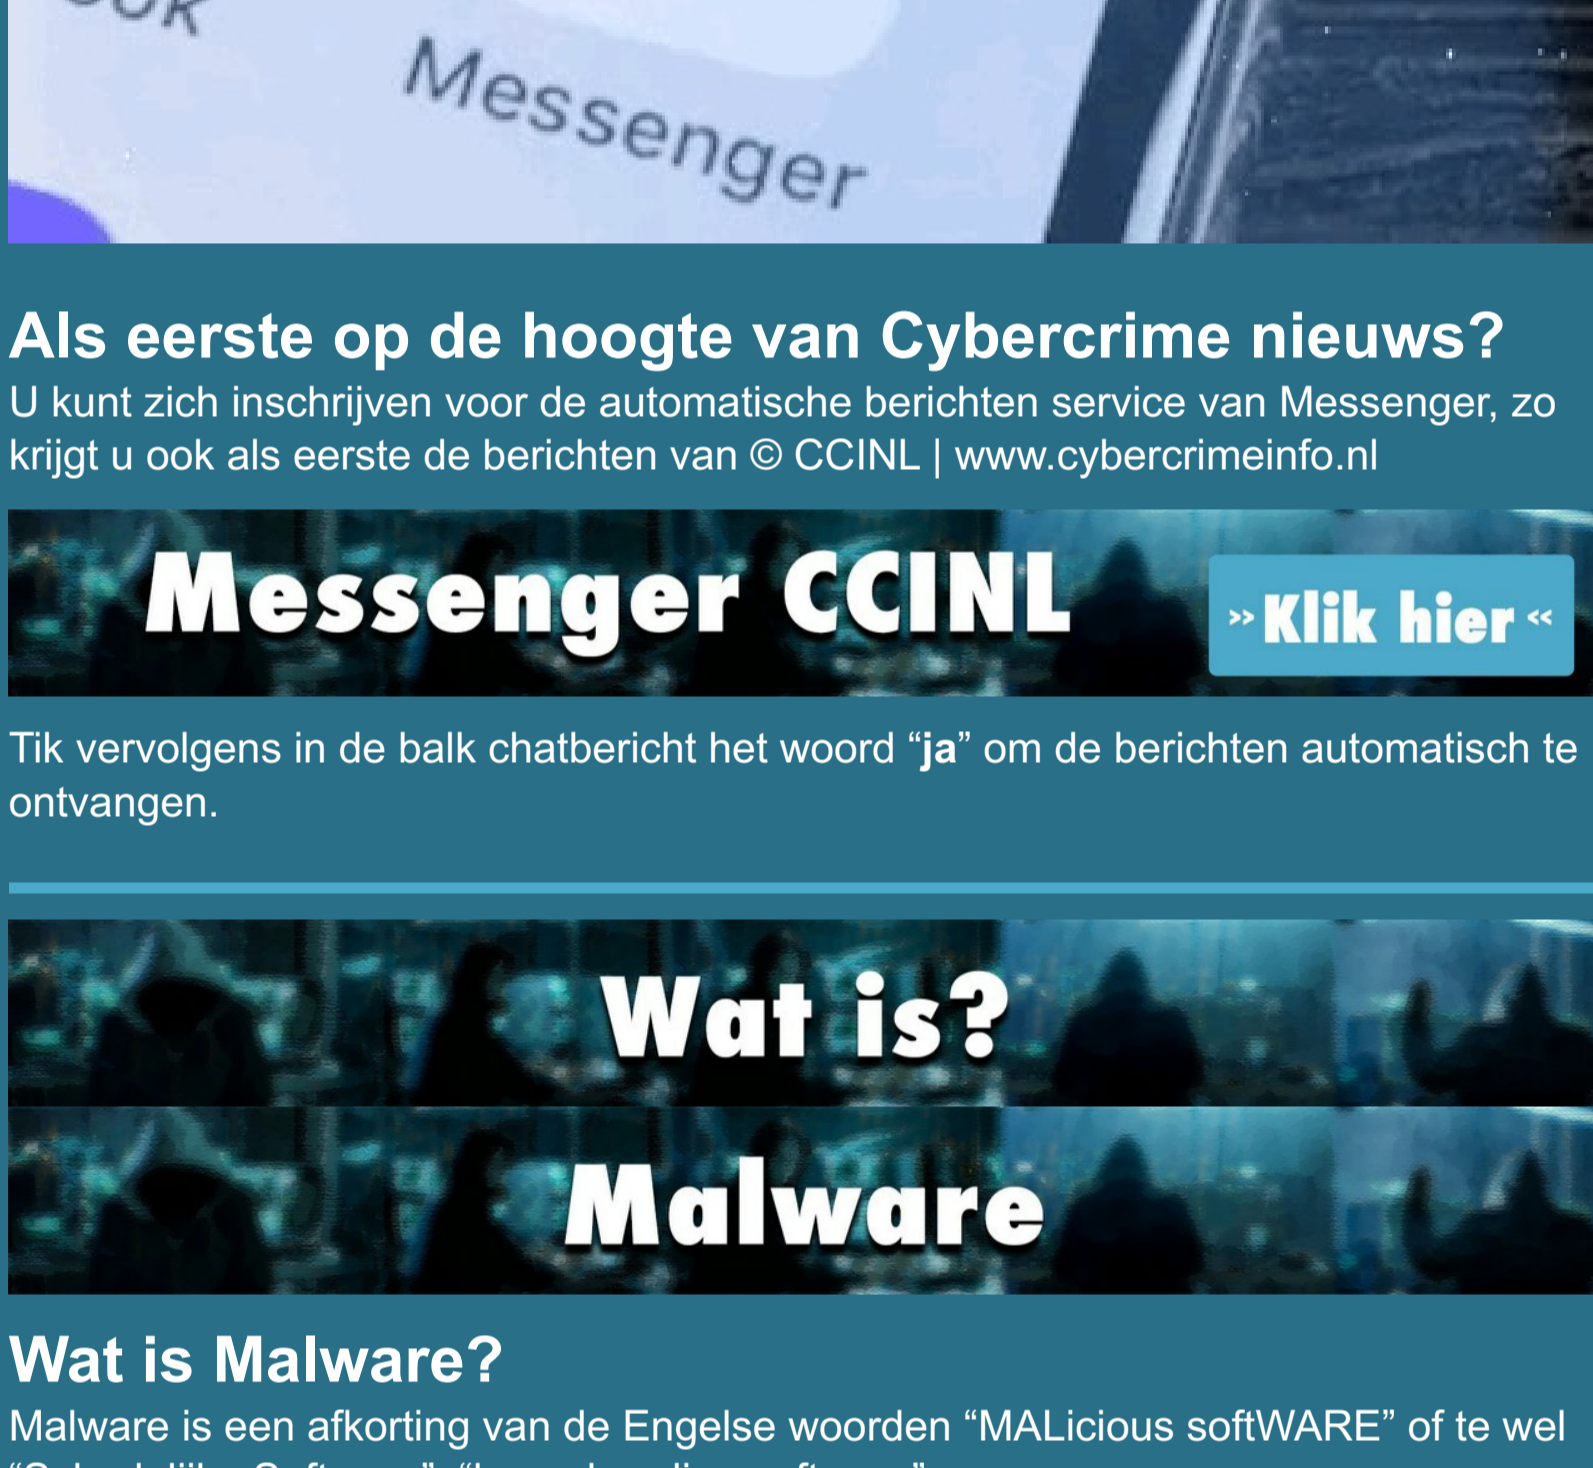 Messenger
Als eerste op de hoogte van Cybercrime nieuws?
U kunt zich inschrijven voor de automatische berichten service van Messenger, zo
krijgt u ook als eerste de berichten van © CCINL | www.cybercrimeinfo.nl
Messenger CCINL
» Klik hier «
Tik vervolgens in de balk chatbericht het woord “ja” om de berichten automatisch te
ontvangen.
Wat is?
Malware
Wat is Malware?
Malware is een afkorting van de Engelse woorden “MALicious softWARE” of te wel